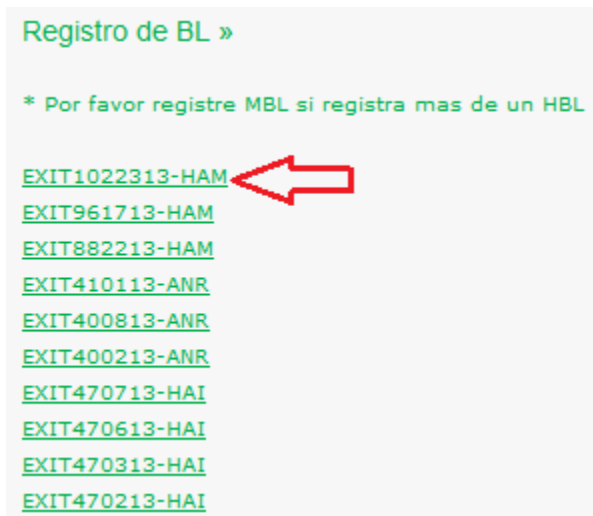 Registro de BL »
* Por favor registre MBL si registra mas de un HBL
EXIT1022313-HAM
EXIT961713-HAM
EXIT882213-HAM
EXIT410113-ANR
EXIT400813-ANR
EXIT400213-ANR
EXIT470713-HAI
EXIT470613-HAI
EXIT470313-HAI
EXIT470213-HAI